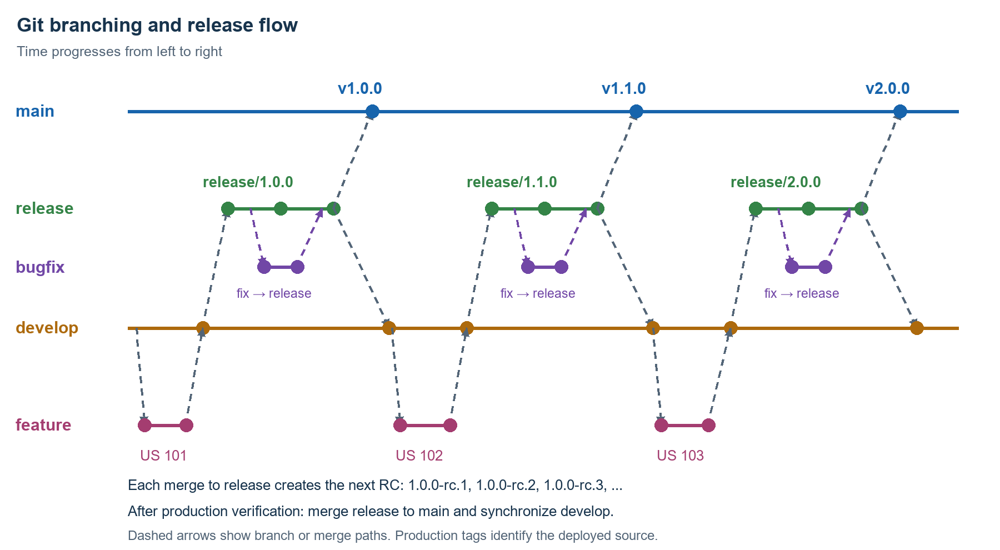 Git branching and release flow
Time progresses from left to right
v1.0.0 v1.1.0 v2.0.0
main
release/1.0.0 release/1.1.0 release/2.0.0
release
bugfix
fix → release fix → release fix → release
develop
feature
US 101 US 102 US 103
Each merge to release creates the next RC: 1.0.0-rc.1, 1.0.0-rc.2, 1.0.0-rc.3, ...
After production verification: merge release to main and synchronize develop.
Dashed arrows show branch or merge paths. Production tags identify the deployed source.